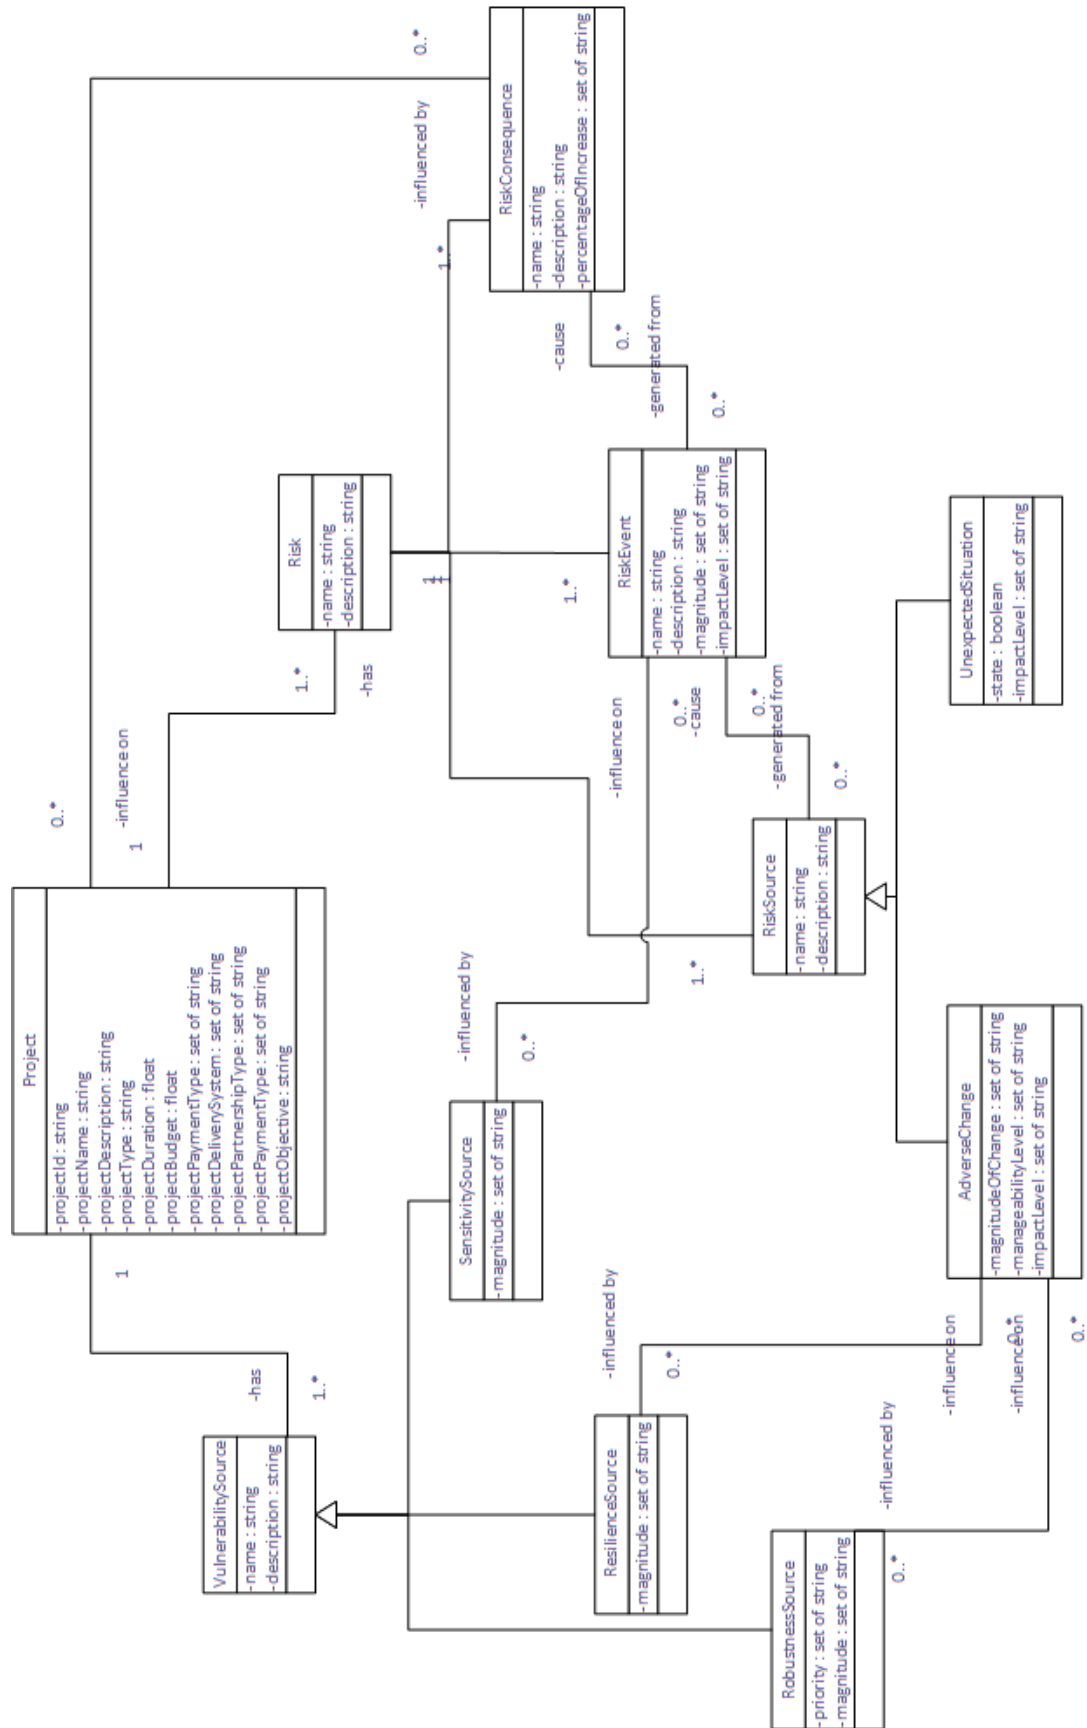 Project
-projectId : string
-projectName : string
-projectDescription : string
-projectType : string
-projectDuration : float
-projectBudget : float
-projectPaymentType : set of string
-projectDeliverySystem : set of string
-projectPartnershipType : set of string
-projectPaymentType : set of string
-projectObjective : string
1
-has
1..*
1
-influence on
1..*
-has
0..*
-influenced by
0..*
VulnerabilitySource
-name : string
-description : string
Risk
-name : string
-description : string
1
1
1..*
1..*
1..*
RiskConsequence
-name : string
-description : string
-percentageOfIncrease : set of string
-cause
0..*
-generated from
0..*
SensitivitySource
-magnitude : set of string
-influenced by
0..*
-influence on
0..*
RiskEvent
-name : string
-description : string
-magnitude : set of string
-impactLevel : set of string
-cause
0..*
-generated from
0..*
ResilienceSource
-magnitude : set of string
-influenced by
0..*
-influence on
0..*
RiskSource
-name : string
-description : string
RobustnessSource
-priority : set of string
-magnitude : set of string
-influenced by
0..*
-influence on
0..*
AdverseChange
-magnitudeOfChange : set of string
-manageabilityLevel : set of string
-impactLevel : set of string
UnexpectedSituation
-state : boolean
-impactLevel : set of string